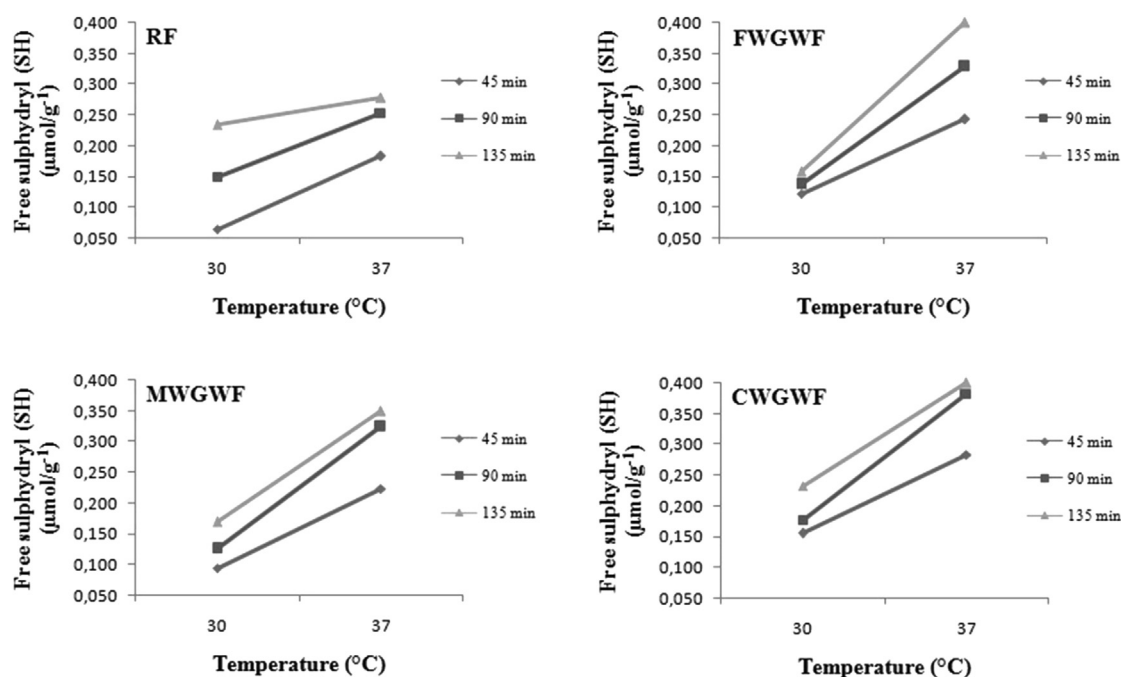 RF
Free sulphydryl (SH)
(µmol/g⁻¹)
0,400
0,350
0,300
0,250
0,200
0,150
0,100
0,050
30
37
Temperature (°C)
45 min
90 min
135 min
FWGWF
Free sulphydryl (SH)
(µmol/g⁻¹)
0,400
0,350
0,300
0,250
0,200
0,150
0,100
0,050
30
37
Temperature (°C)
45 min
90 min
135 min
MWGWF
Free sulphydryl (SH)
(µmol/g⁻¹)
0,400
0,350
0,300
0,250
0,200
0,150
0,100
0,050
30
37
Temperature (°C)
45 min
90 min
135 min
CWGWF
Free sulphydryl (SH)
(µmol/g⁻¹)
0,400
0,350
0,300
0,250
0,200
0,150
0,100
0,050
30
37
Temperature (°C)
45 min
90 min
135 min